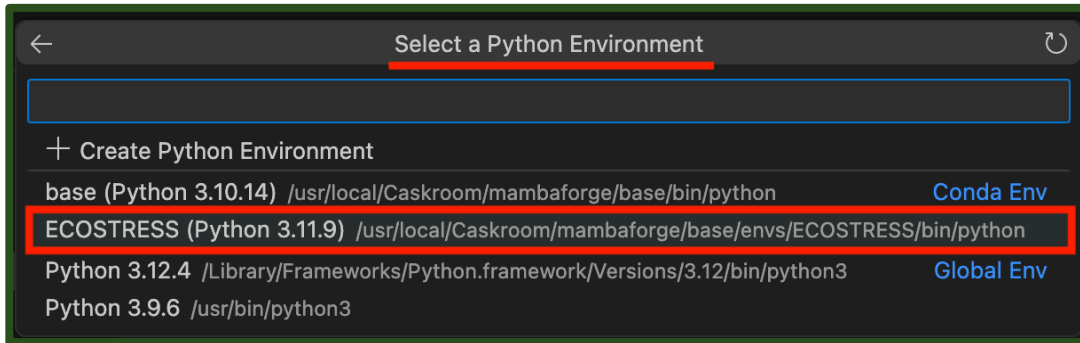 Select a Python Environment
Create Python Environment
base (Python 3.10.14) /usr/local/Caskroom/mambaforge/base/bin/python Conda Env
ECOSTRESS (Python 3.11.9) /usr/local/Caskroom/mambaforge/base/envs/ECOSTRESS/bin/python
Python 3.12.4 /Library/Frameworks/Python.framework/Versions/3.12/bin/python3 Global Env
Python 3.9.6 /usr/bin/python3